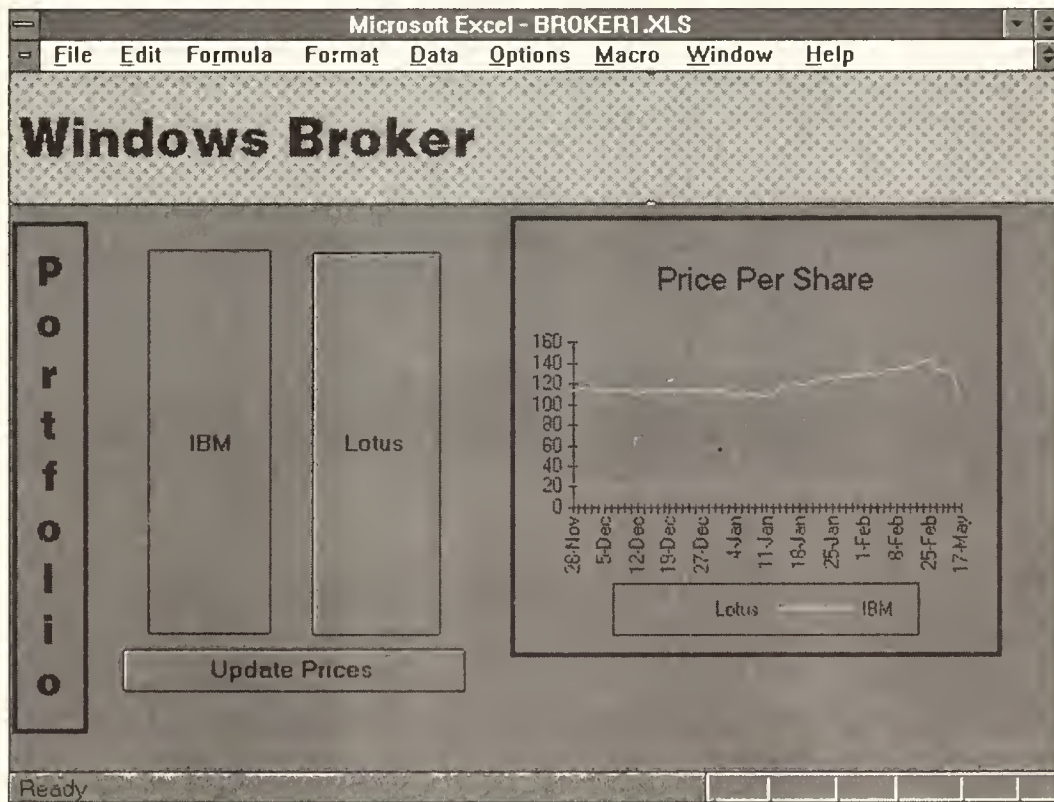 Microsoft Excel - BROKER1.XLS
File Edit Formula Format Data Options Macro Window Help
Windows Broker
Portfolio
IBM
Lotus
Update Prices
Price Per Share
160
140
120
100
80
60
40
20
0
28-Nov 5-Dec 12-Dec 19-Dec 27-Dec 4-Jan 11-Jan 18-Jan 25-Jan 1-Feb 8-Feb 25-Feb 17-May
Lotus IBM
Ready